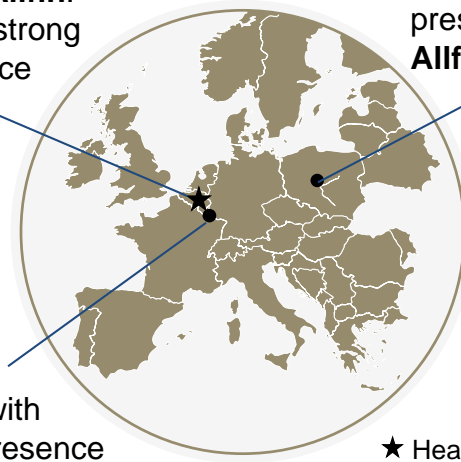 strong
pres
Allf
ce
with
resence
★ Hea